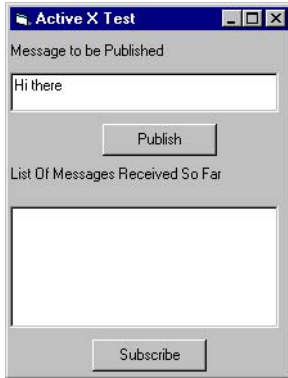 Active X Test
Message to be Published
Hi there
Publish
List Of Messages Received So Far
Subscribe